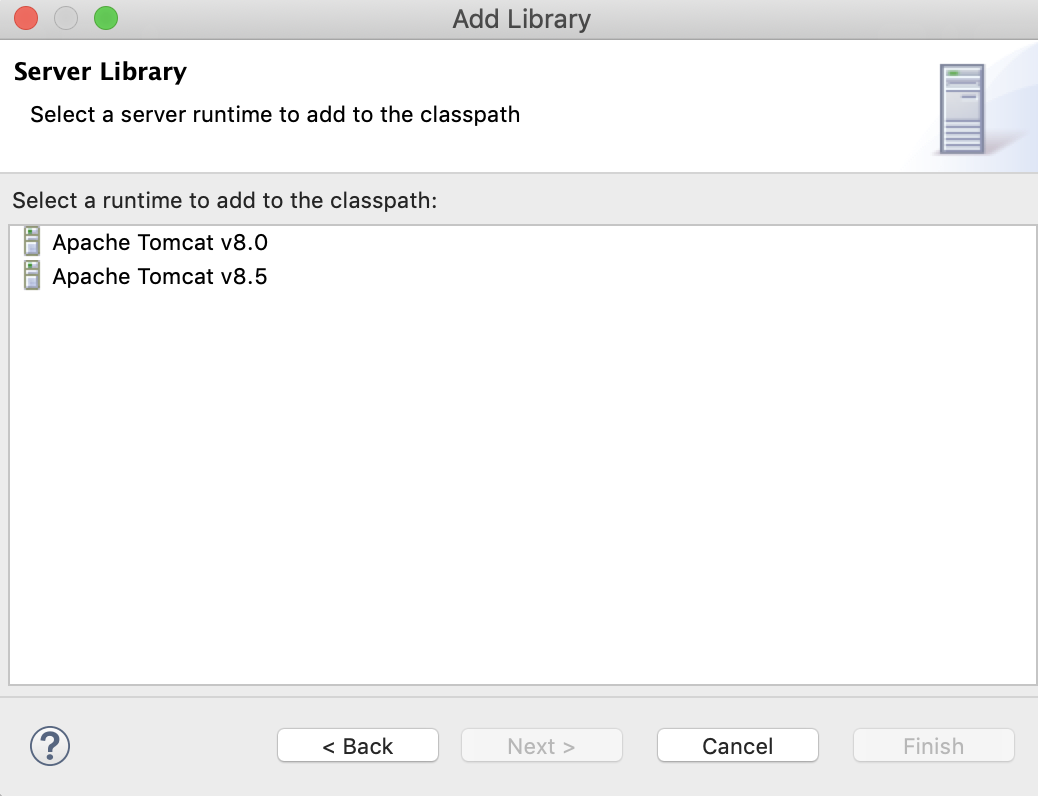 Add Library
Server Library
Select a server runtime to add to the classpath
Select a runtime to add to the classpath:
Apache Tomcat v8.0
Apache Tomcat v8.5
?
< Back
Next >
Cancel
Finish